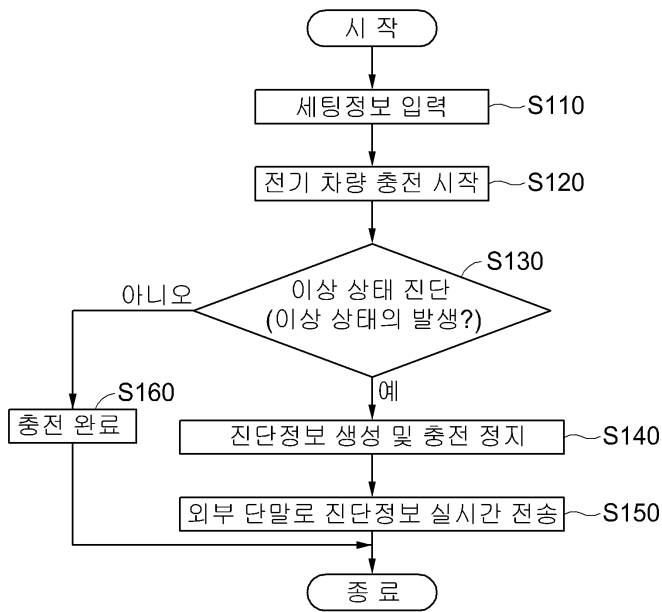 시 작
세팅정보 입력
S110
전기 차량 충전 시작
S120
S130
이상 상태 진단
(이상 상태의 발생?)
아니오
예
S160
충전 완료
진단정보 생성 및 충전 정지
S140
외부 단말로 진단정보 실시간 전송
S150
종 료